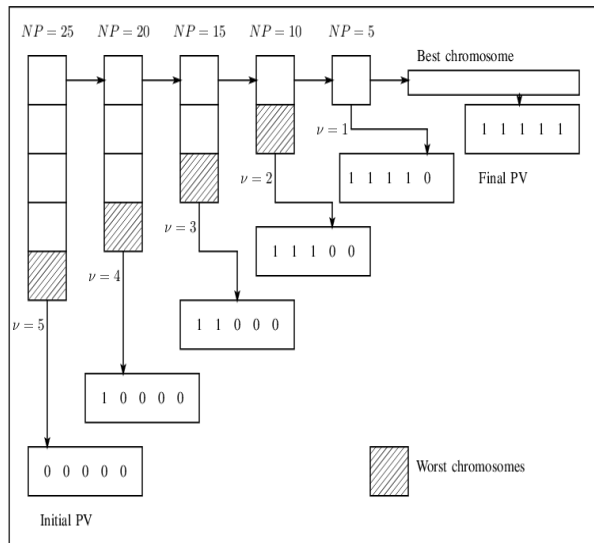 NP = 25 NP = 20 NP = 15 NP = 10 NP = 5
Best chromosome
1 1 1 1 1
ν = 1
1 1 1 1 0
Final PV
ν = 2
ν = 3
1 1 1 0 0
ν = 4
ν = 5
1 1 0 0 0
1 0 0 0 0
0 0 0 0 0
Worst chromosomes
Initial PV